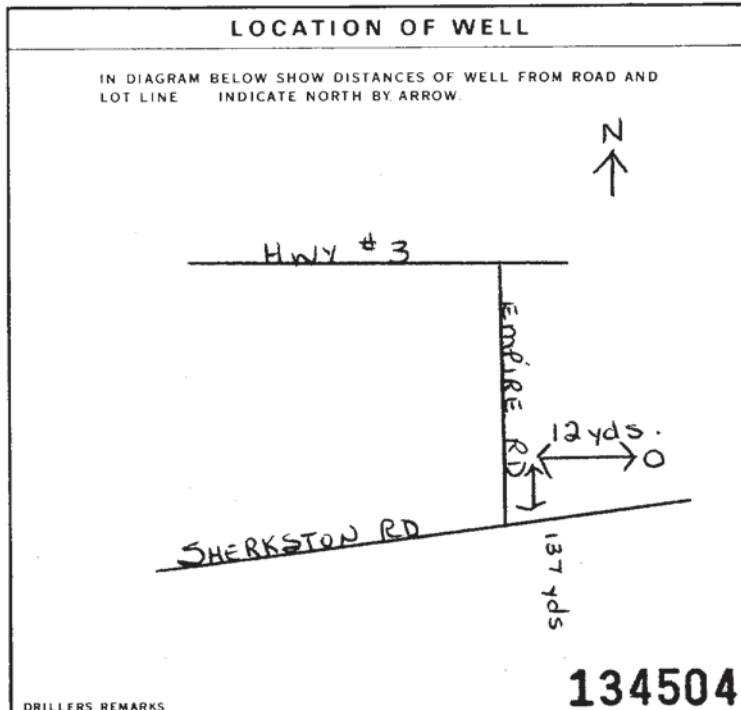 LOCATION OF WELL
IN DIAGRAM BELOW SHOW DISTANCES OF WELL FROM ROAD AND
LOT LINE INDICATE NORTH BY ARROW.
N
HWY # 3
EMPIRE RD
12 yds.
SHERKSTON RD
137 yds
134504
DRILLERS REMARKS